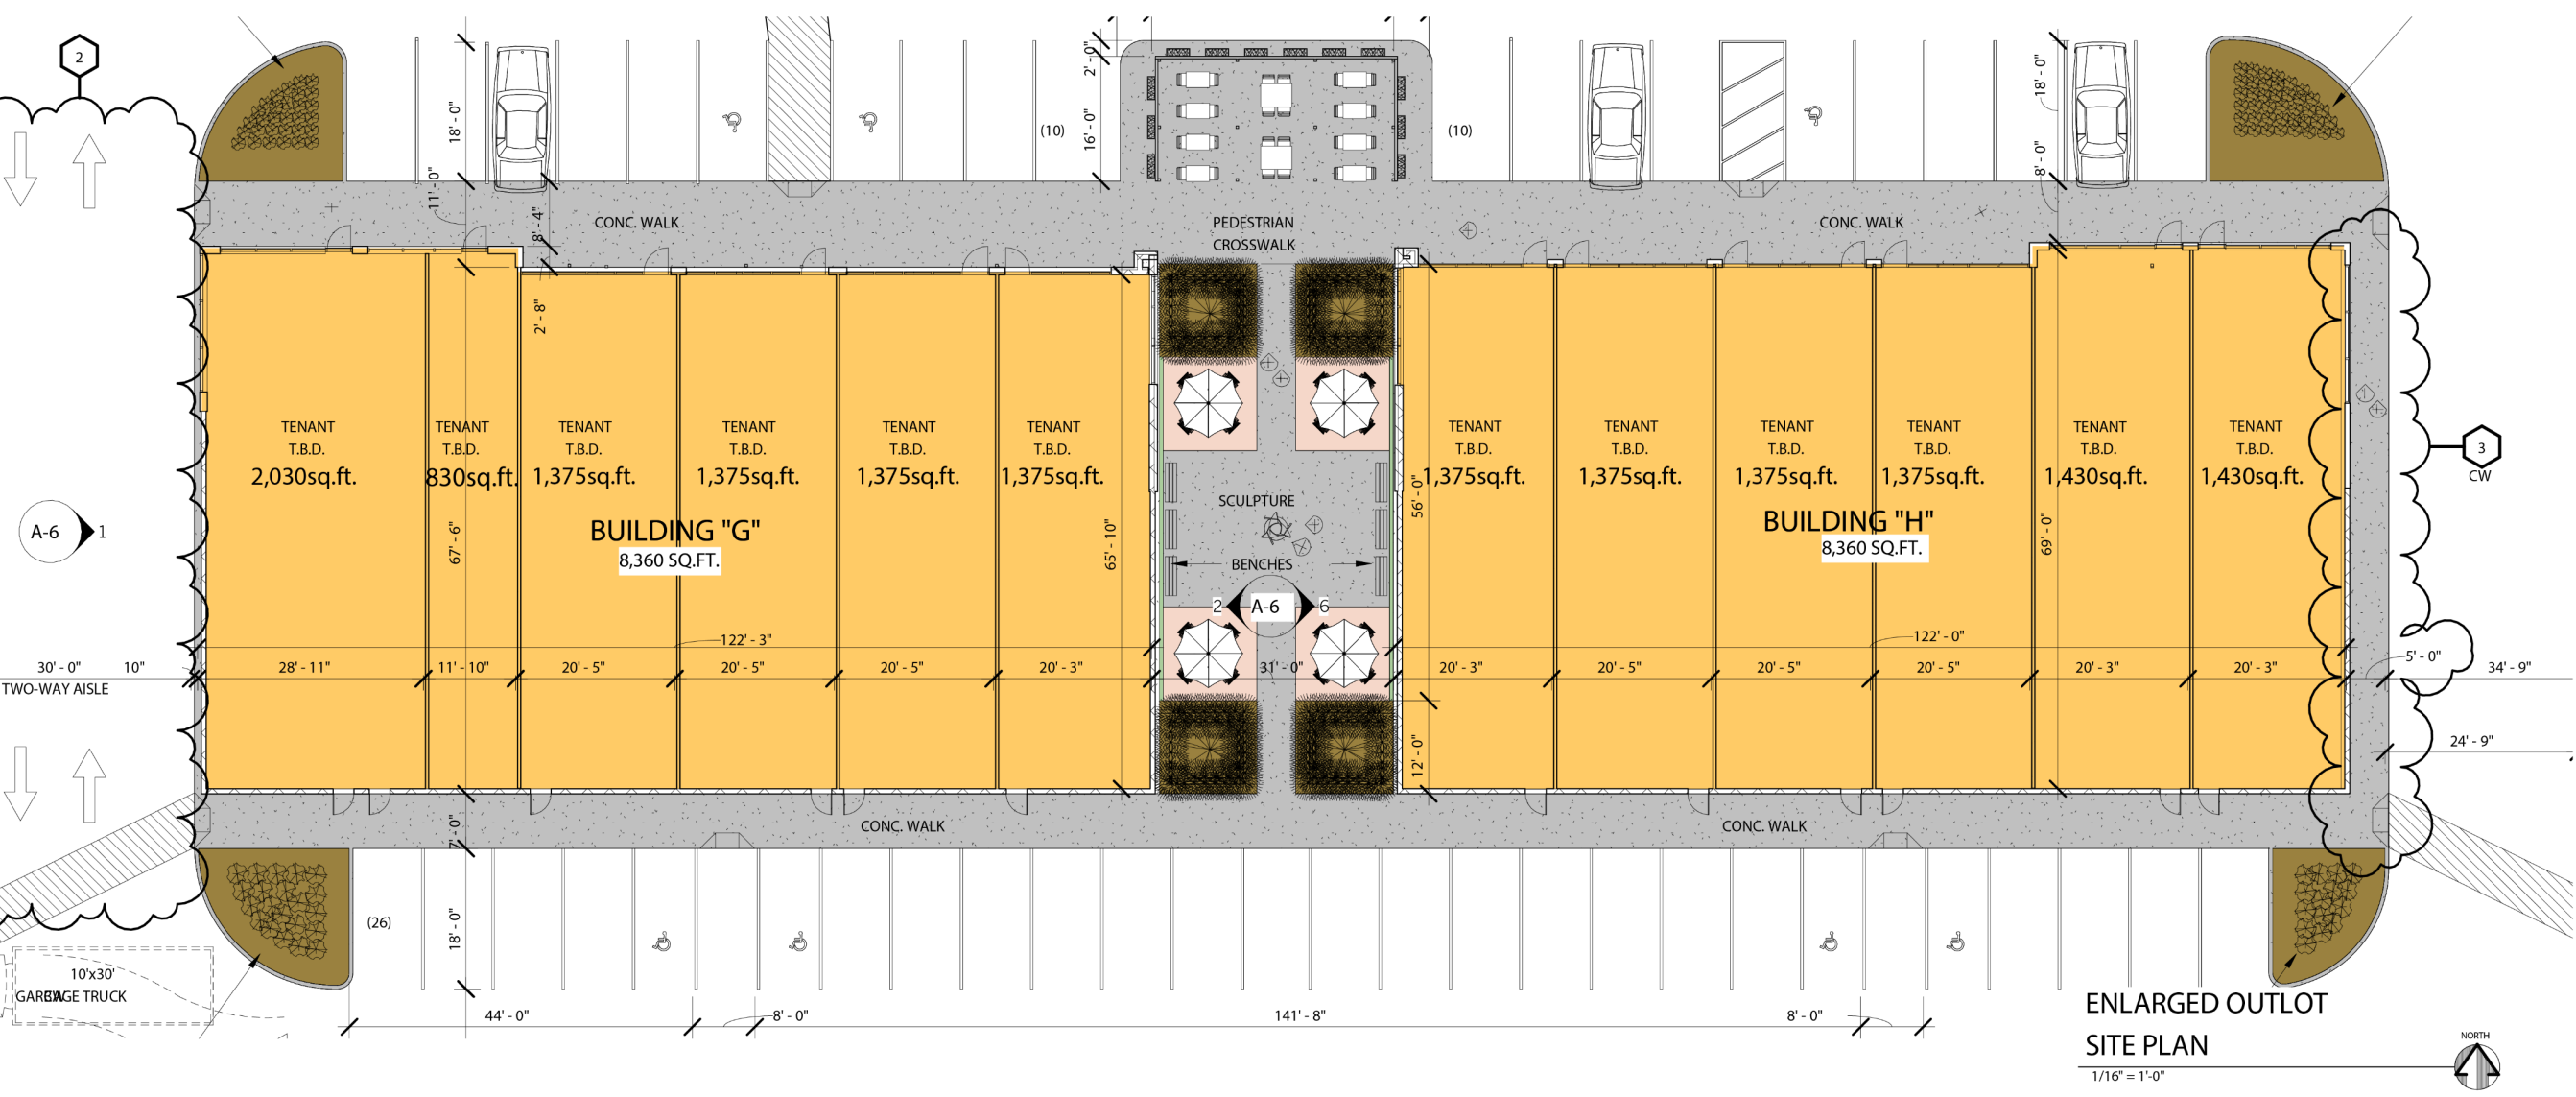 2
18' - 0"
11' - 0"
8' - 4"
2' - 8"
CONC. WALK
(10)
2' - 0"
16' - 0"
PEDESTRIAN
CROSSWALK
(10)
CONC. WALK
18' - 0"
8' - 0"
TENANT
T.B.D.
2,030sq.ft.
TENANT
T.B.D.
830sq.ft.
TENANT
T.B.D.
1,375sq.ft.
TENANT
T.B.D.
1,375sq.ft.
TENANT
T.B.D.
1,375sq.ft.
TENANT
T.B.D.
1,375sq.ft.
TENANT
T.B.D.
1,375sq.ft.
TENANT
T.B.D.
1,375sq.ft.
TENANT
T.B.D.
1,375sq.ft.
TENANT
T.B.D.
1,375sq.ft.
TENANT
T.B.D.
1,430sq.ft.
TENANT
T.B.D.
1,430sq.ft.
3
CW
A-6
1
BUILDING "G"
8,360 SQ.FT.
67' - 6"
65' - 10"
SCULPTURE
BENCHES
2
A-6
6
56' - 0"
BUILDING "H"
8,360 SQ.FT.
69' - 0"
122' - 3"
122' - 0"
30' - 0"
10"
28' - 11"
11' - 10"
20' - 5"
20' - 5"
20' - 5"
20' - 3"
31' - 0"
20' - 3"
20' - 5"
20' - 5"
20' - 5"
20' - 3"
20' - 3"
5' - 0"
34' - 9"
TWO-WAY AISLE
12' - 0"
24' - 9"
7' - 0"
CONC. WALK
CONC. WALK
(26)
18' - 0"
10'x30'
GARBAGE TRUCK
44' - 0"
8' - 0"
141' - 8"
8' - 0"
ENLARGED OUTLOT
SITE PLAN
1/16" = 1'-0"
NORTH